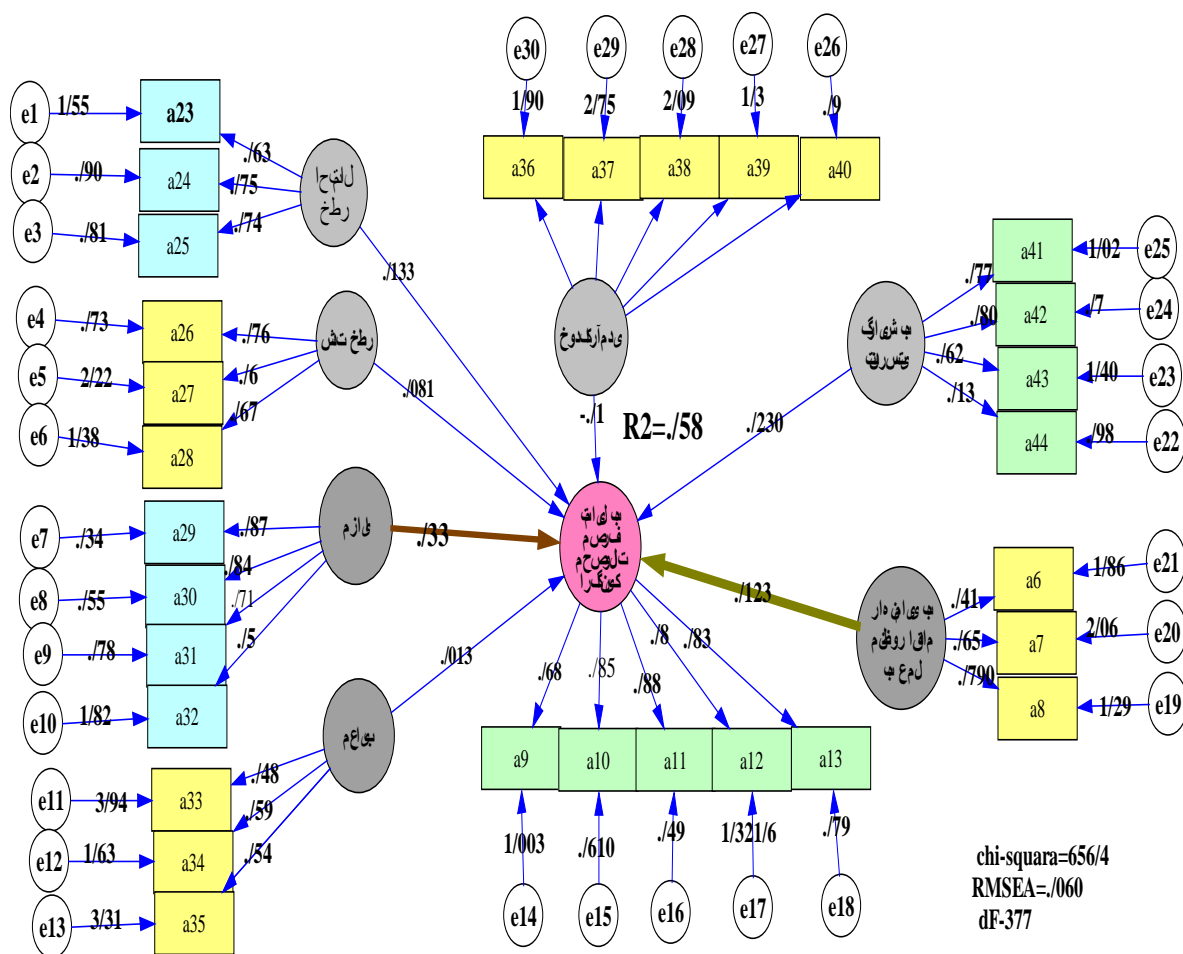 e30
e29
e28
e27
e26
1/90
2/75
2/09
1/3
./9
a36
a37
a38
a39
a40
e1
1/55
a23
e2
./90
a24
e3
./81
a25
./63
./75
./74
خطر
./133
e4
./73
a26
e5
2/22
a27
e6
1/38
a28
./76
./6
./67
خطر
./081
-./1
R2=./58
a41
1/02
e25
a42
./7
e24
a43
1/40
e23
a44
./98
e22
./77
./80
./62
./13
./230
e7
./34
a29
e8
./55
a30
e9
./78
a31
e10
1/82
a32
./87
./84
./71
./5
./33
a6
1/86
e21
a7
2/06
e20
a8
1/29
e19
./41
./65
./790
./123
./013
e11
3/94
a33
e12
1/63
a34
e13
3/31
a35
./48
./59
./54
./68
./85
./88
./8
./83
a9
a10
a11
a12
a13
1/003
./610
./49
1/321/6
./79
e14
e15
e16
e17
e18
chi-squara=656/4
RMSEA=./060
dF-377